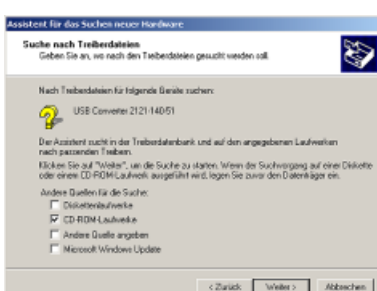 Assistent für das Suchen neuer Hardware
Suche nach Treiberdateien
Geben Sie an, wo nach den Treiberdateien gesucht werden soll.
Nach Treiberdateien für folgende Geräte suchen:
USB Converter 2121-140-51
Der Assistent sucht in der Treiberdatenbank und auf den angegebenen Laufwerken
nach passenden Treibern.
Klicken Sie auf "Weiter", um die Suche zu starten. Wenn der Suchvorgang auf einer Diskette
oder einem CD-ROM-Laufwerk ausgeführt wird, legen Sie zuvor den Datenträger ein.
Andere Quellen für die Suche:
Diskettenlaufwerke
CD-ROM-Laufwerke
Andere Quelle angeben
Microsoft Windows Update
< Zurück Weiter > Abbrechen